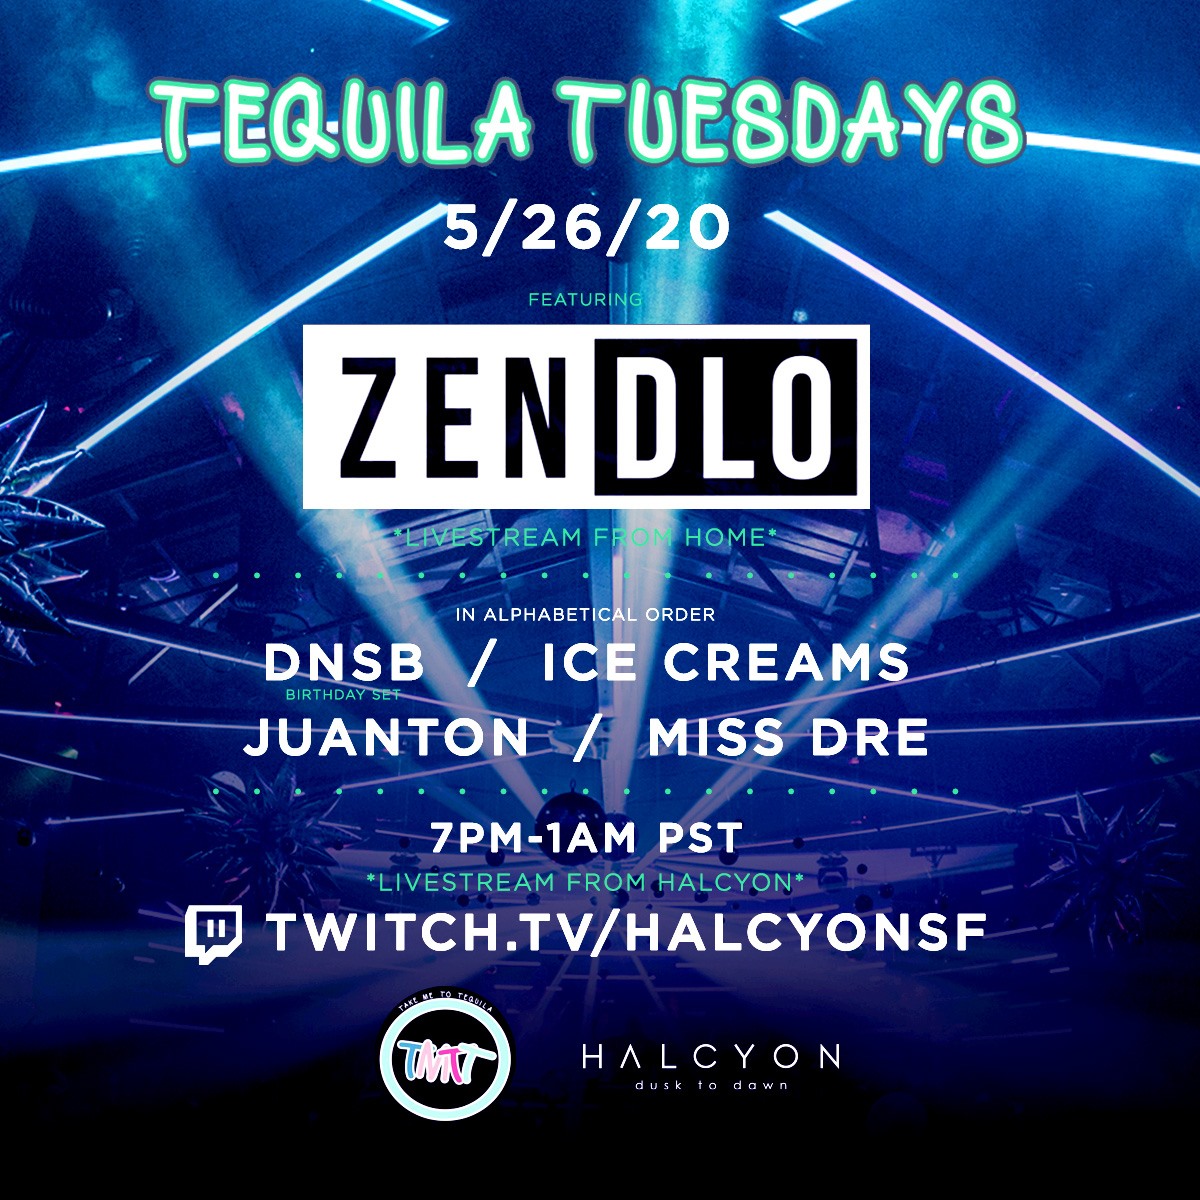 TEQUILA TUESDAYS
5/26/20
FEATURING
ZENDLO
*LIVESTREAM FROM HOME*
IN ALPHABETICAL ORDER
DNSB / ICE CREAMS
BIRTHDAY SET
JUANTON / MISS DRE
7PM-1AM PST
*LIVESTREAM FROM HALCYON*
TWITCH.TV/HALCYONSF
TAKE ME TO TEQUILA
TMTT
HALCYON
dusk to dawn